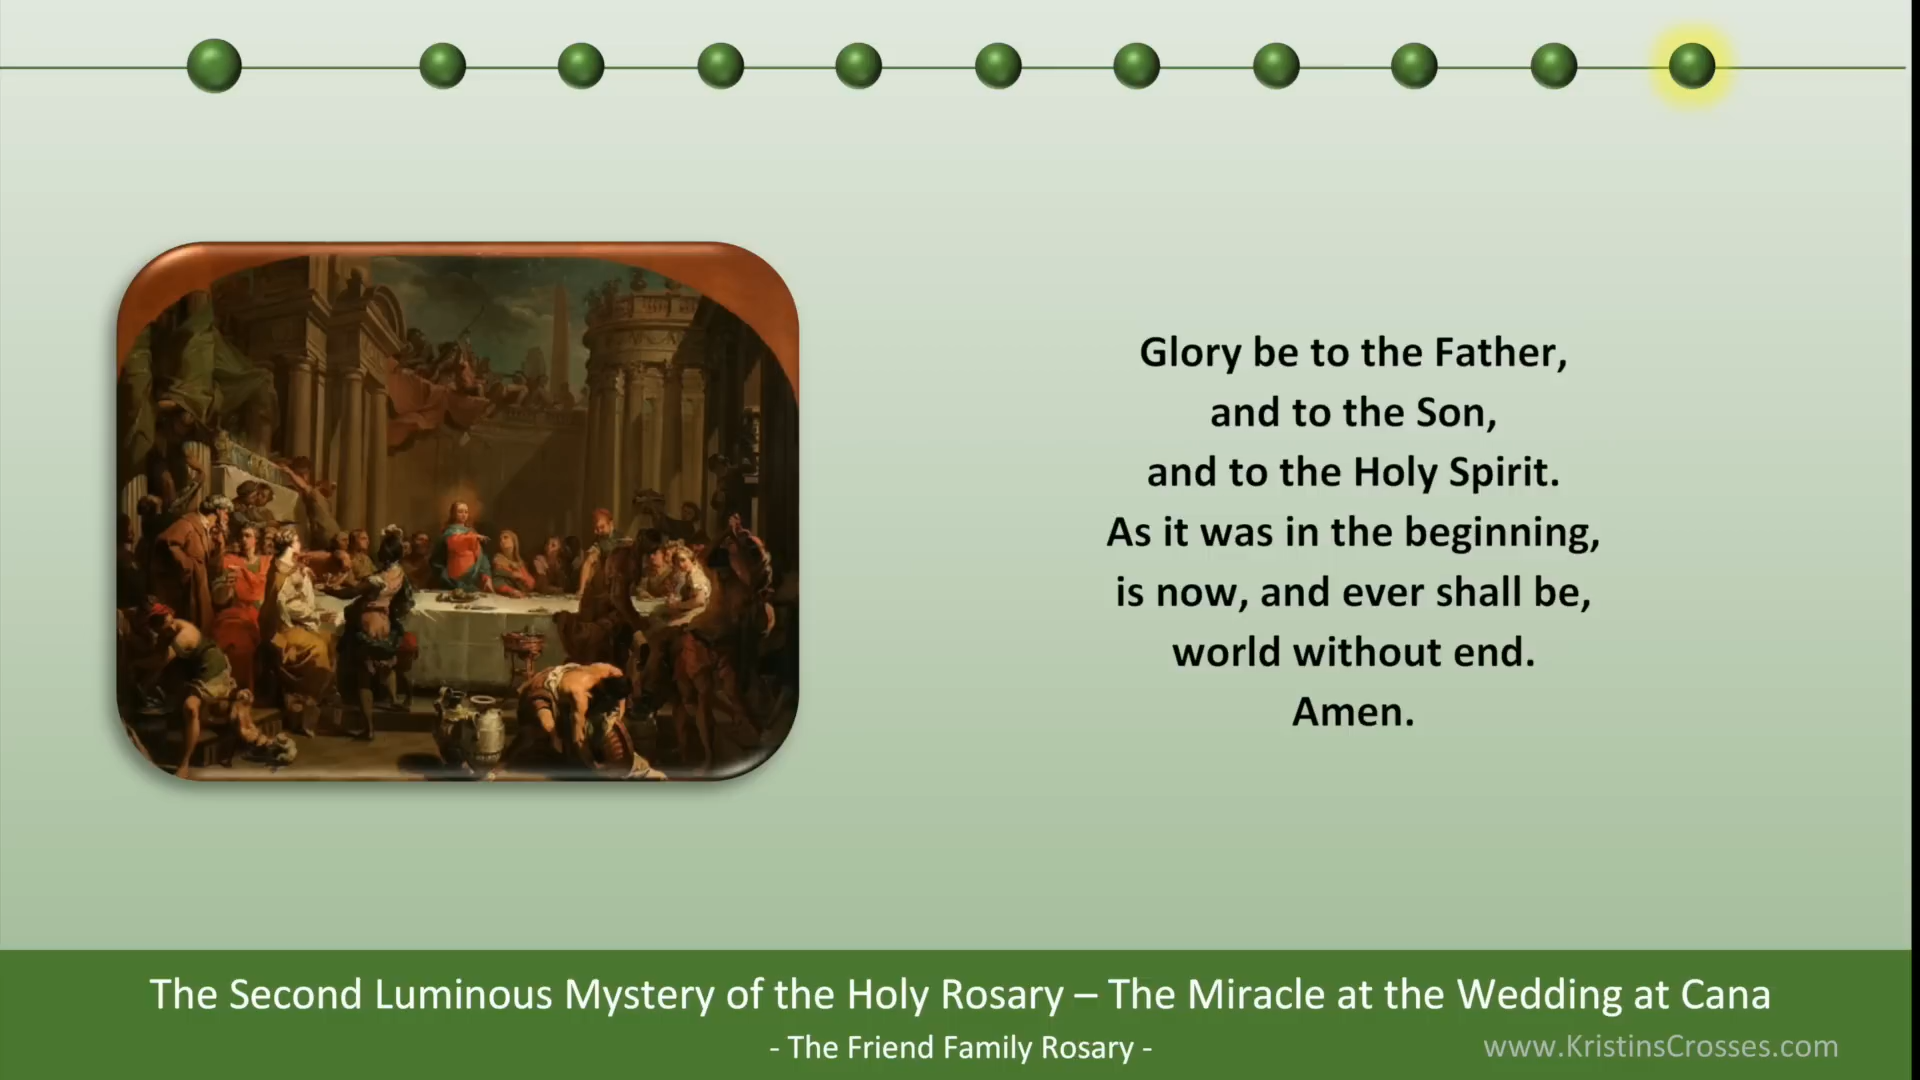 Glory be to the Father,
and to the Son,
and to the Holy Spirit.
As it was in the beginning,
is now, and ever shall be,
world without end.
Amen.
The Second Luminous Mystery of the Holy Rosary – The Miracle at the Wedding at Cana
- The Friend Family Rosary -
www.KristinsCrosses.com